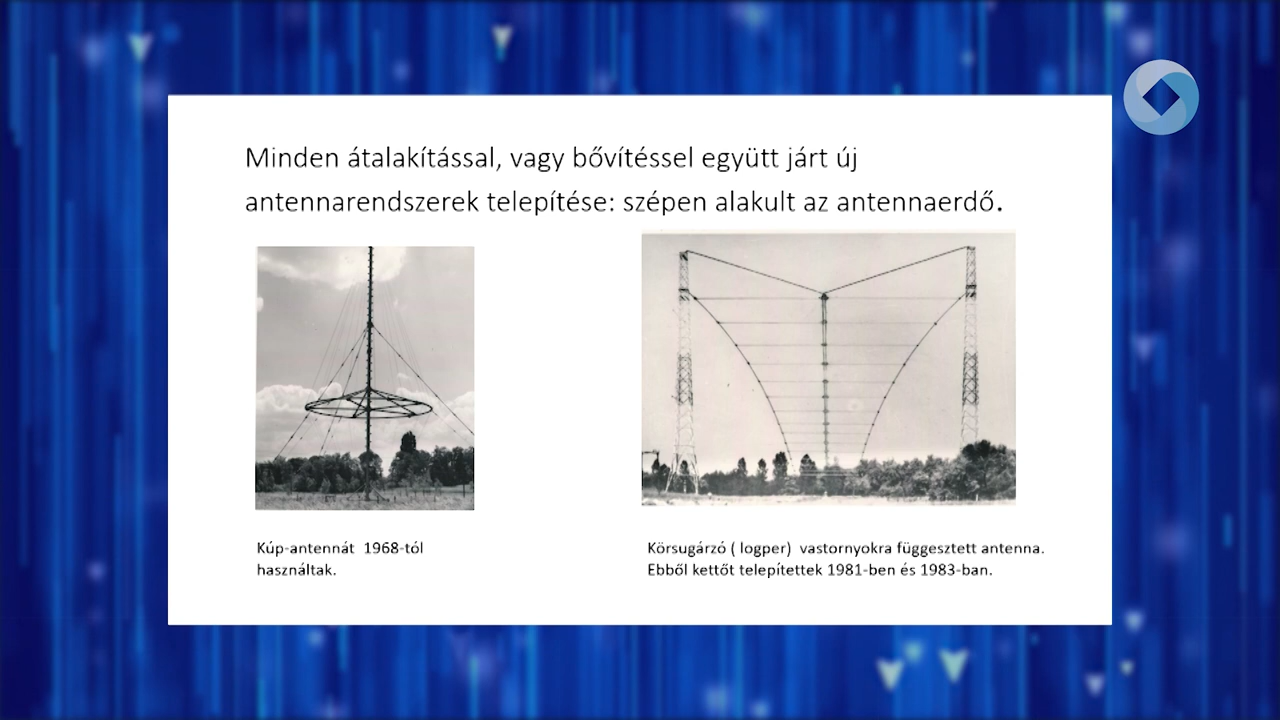 Minden átalakítással, vagy bővítéssel együtt járt új
antennarendszerek telepítése: szépen alakult az antennaerdő.
Kúp-antennát 1968-tól
használtak.
Körsugárzó ( logper) vastornyokra függesztett antenna.
Ebből kettőt telepítettek 1981-ben és 1983-ban.